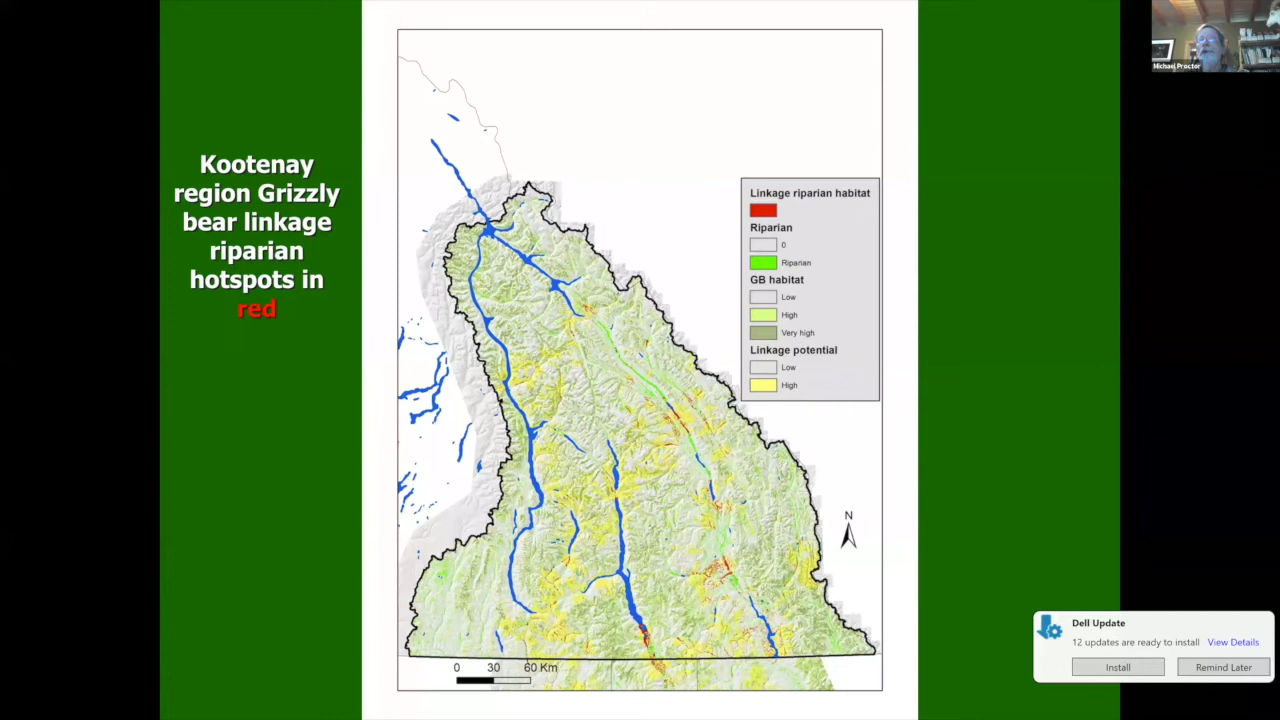 Kootenay
region Grizzly
bear linkage
riparian
hotspots in
red
Linkage riparian habitat
Riparian
0
Riparian
GB habitat
Low
High
Very high
Linkage potential
Low
High
N
0 30 60 Km
Michael Proctor
Dell Update
12 updates are ready to install View Details
Install Remind Later